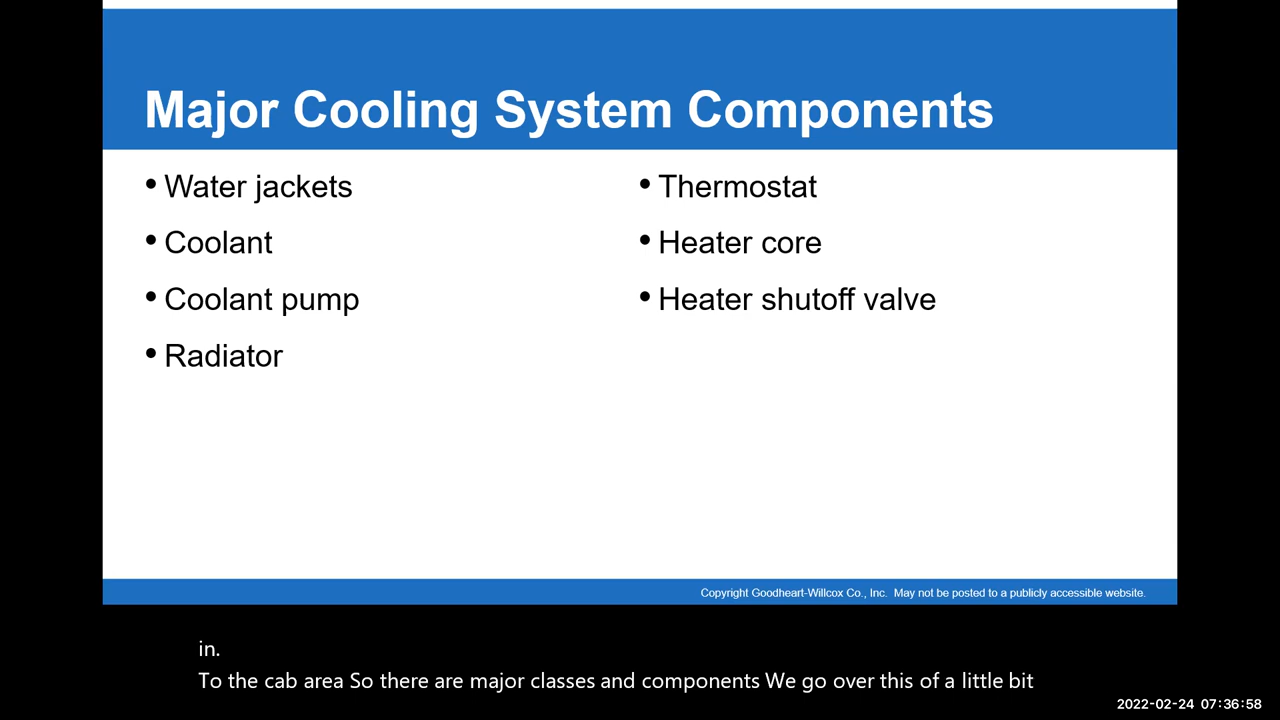 Major Cooling System Components
• Water jackets
• Coolant
• Coolant pump
• Radiator
• Thermostat
• Heater core
• Heater shutoff valve
Copyright Goodheart-Willcox Co., Inc.  May not be posted to a publicly accessible website.
in.
To the cab area So there are major classes and components We go over this of a little bit
2022-02-24 07:36:58